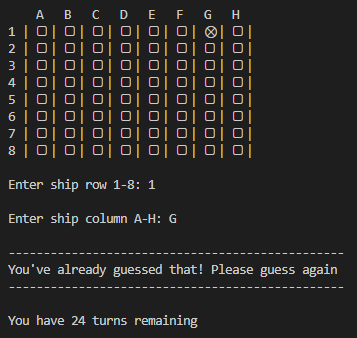 A B C D E F G H
1 | ▢ | ▢ | ▢ | ▢ | ▢ | ▢ | ⊗ | ▢ |
2 | ▢ | ▢ | ▢ | ▢ | ▢ | ▢ | ▢ | ▢ |
3 | ▢ | ▢ | ▢ | ▢ | ▢ | ▢ | ▢ | ▢ |
4 | ▢ | ▢ | ▢ | ▢ | ▢ | ▢ | ▢ | ▢ |
5 | ▢ | ▢ | ▢ | ▢ | ▢ | ▢ | ▢ | ▢ |
6 | ▢ | ▢ | ▢ | ▢ | ▢ | ▢ | ▢ | ▢ |
7 | ▢ | ▢ | ▢ | ▢ | ▢ | ▢ | ▢ | ▢ |
8 | ▢ | ▢ | ▢ | ▢ | ▢ | ▢ | ▢ | ▢ |
Enter ship row 1-8: 1
Enter ship column A-H: G
------------------------------------------------
You've already guessed that! Please guess again
------------------------------------------------
You have 24 turns remaining